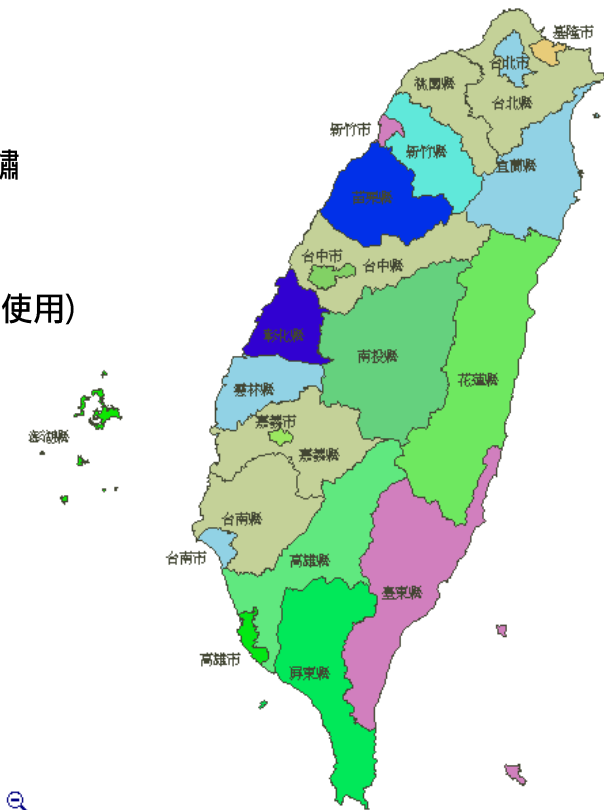 基隆市
台北市
桃園縣
台北縣
新竹市
新竹縣
宜蘭縣
苗栗縣
台中市
台中縣
使用)
彰化縣
南投縣
花蓮縣
雲林縣
嘉義市
澎湖縣
嘉義縣
台南縣
台南市
高雄縣
臺東縣
高雄市
屏東縣